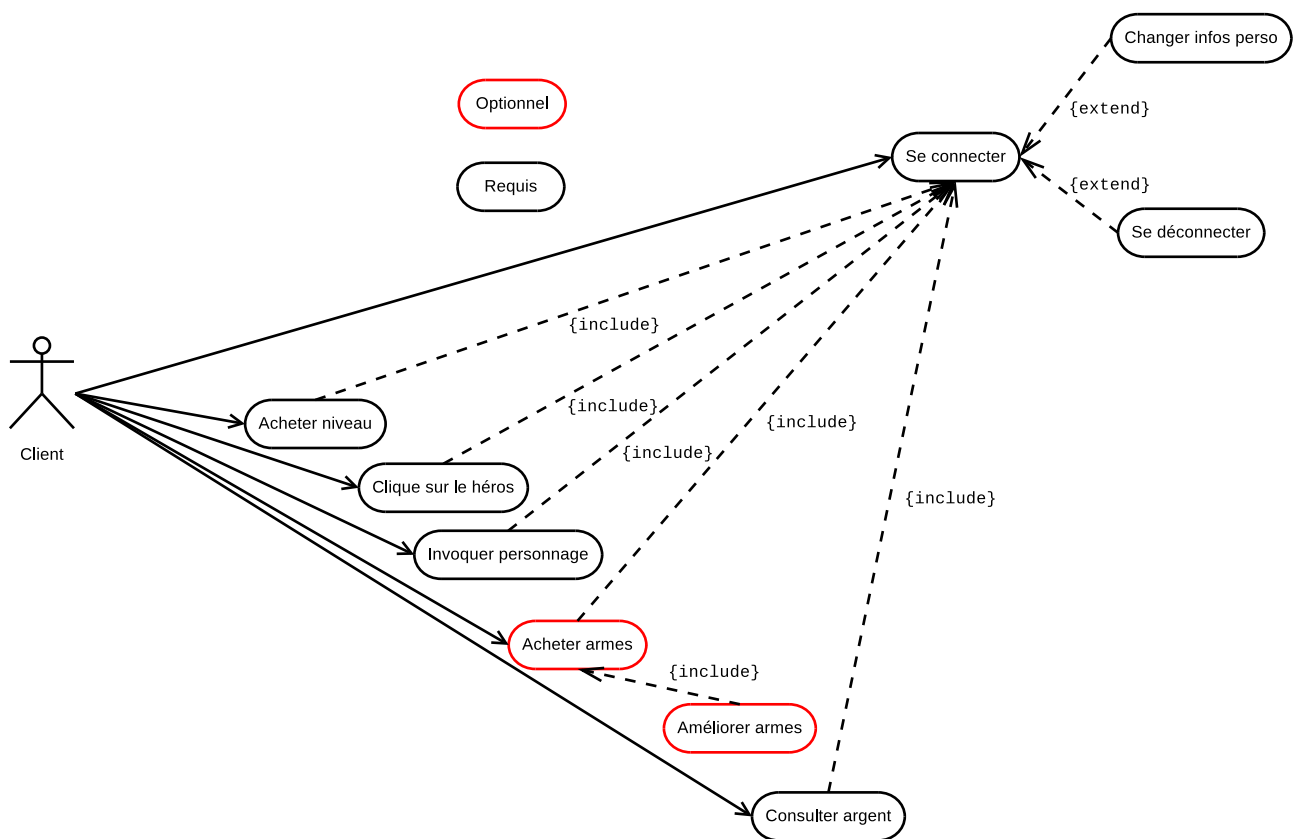 Changer infos perso
Optionnel
{extend}
Se connecter
Requis
{extend}
Se déconnecter
{include}
Acheter niveau
{include}
{include}
{include}
Client
Clique sur le héros
{include}
Invoquer personnage
Acheter armes
{include}
Améliorer armes
Consulter argent